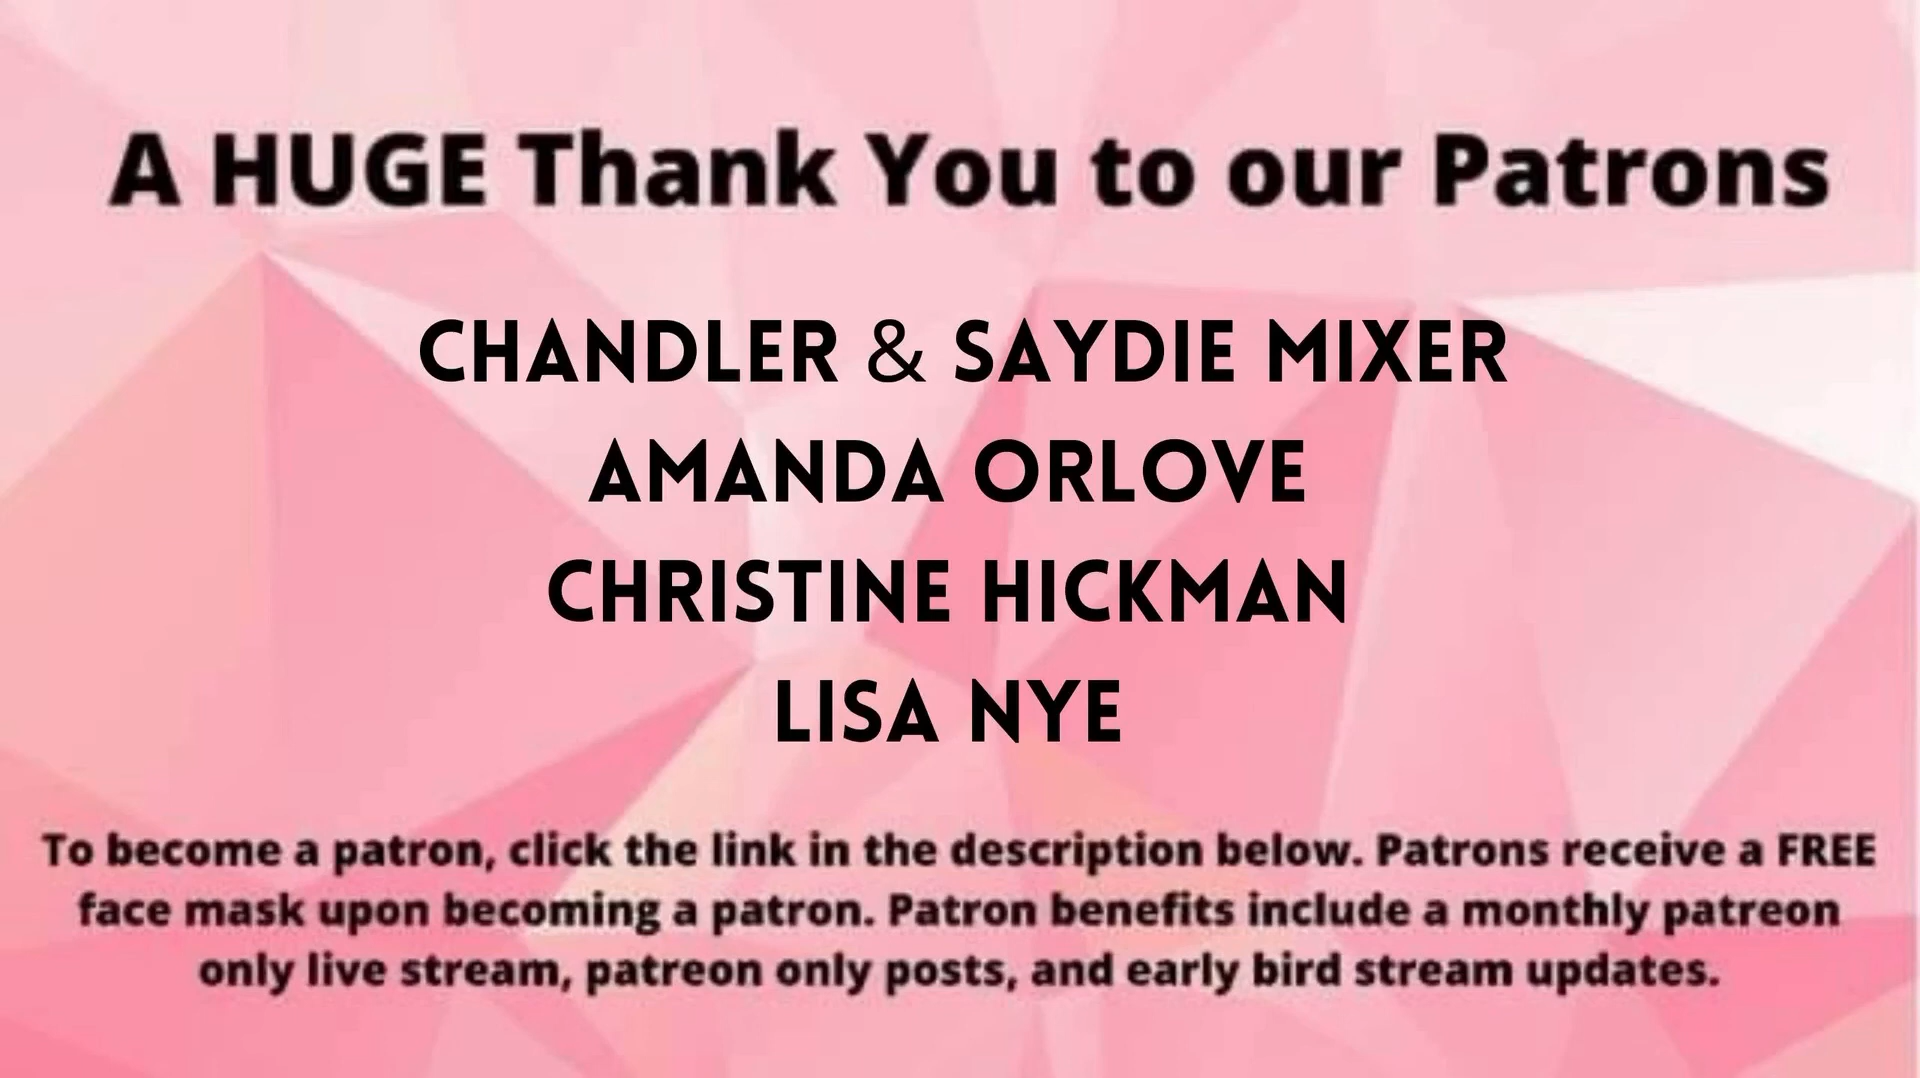 A HUGE Thank You to our Patrons
CHANDLER & SAYDIE MIXER
AMANDA ORLOVE
CHRISTINE HICKMAN
LISA NYE
To become a patron, click the link in the description below. Patrons receive a FREE
face mask upon becoming a patron. Patron benefits include a monthly patreon
only live stream, patreon only posts, and early bird stream updates.